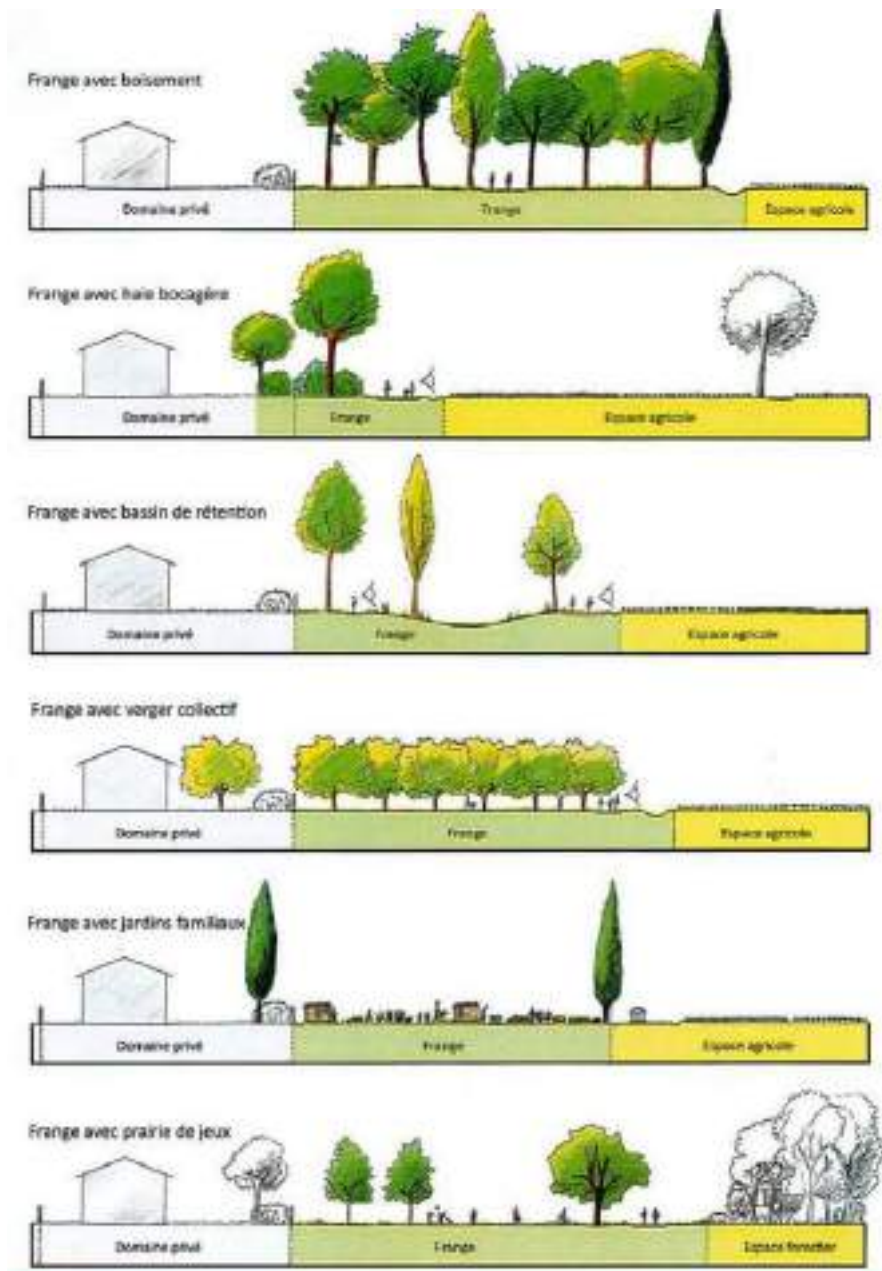 Frange avec boisement
Domaine privé Frange Espace agricole
Frange avec haie bocagère
Domaine privé Frange Espace agricole
Frange avec bassin de rétention
Domaine privé Frange Espace agricole
Frange avec verger collectif
Domaine privé Frange Espace agricole
Frange avec jardins familiaux
Domaine privé Frange Espace agricole
Frange avec prairie de jeux
Domaine privé Frange Espace forestier